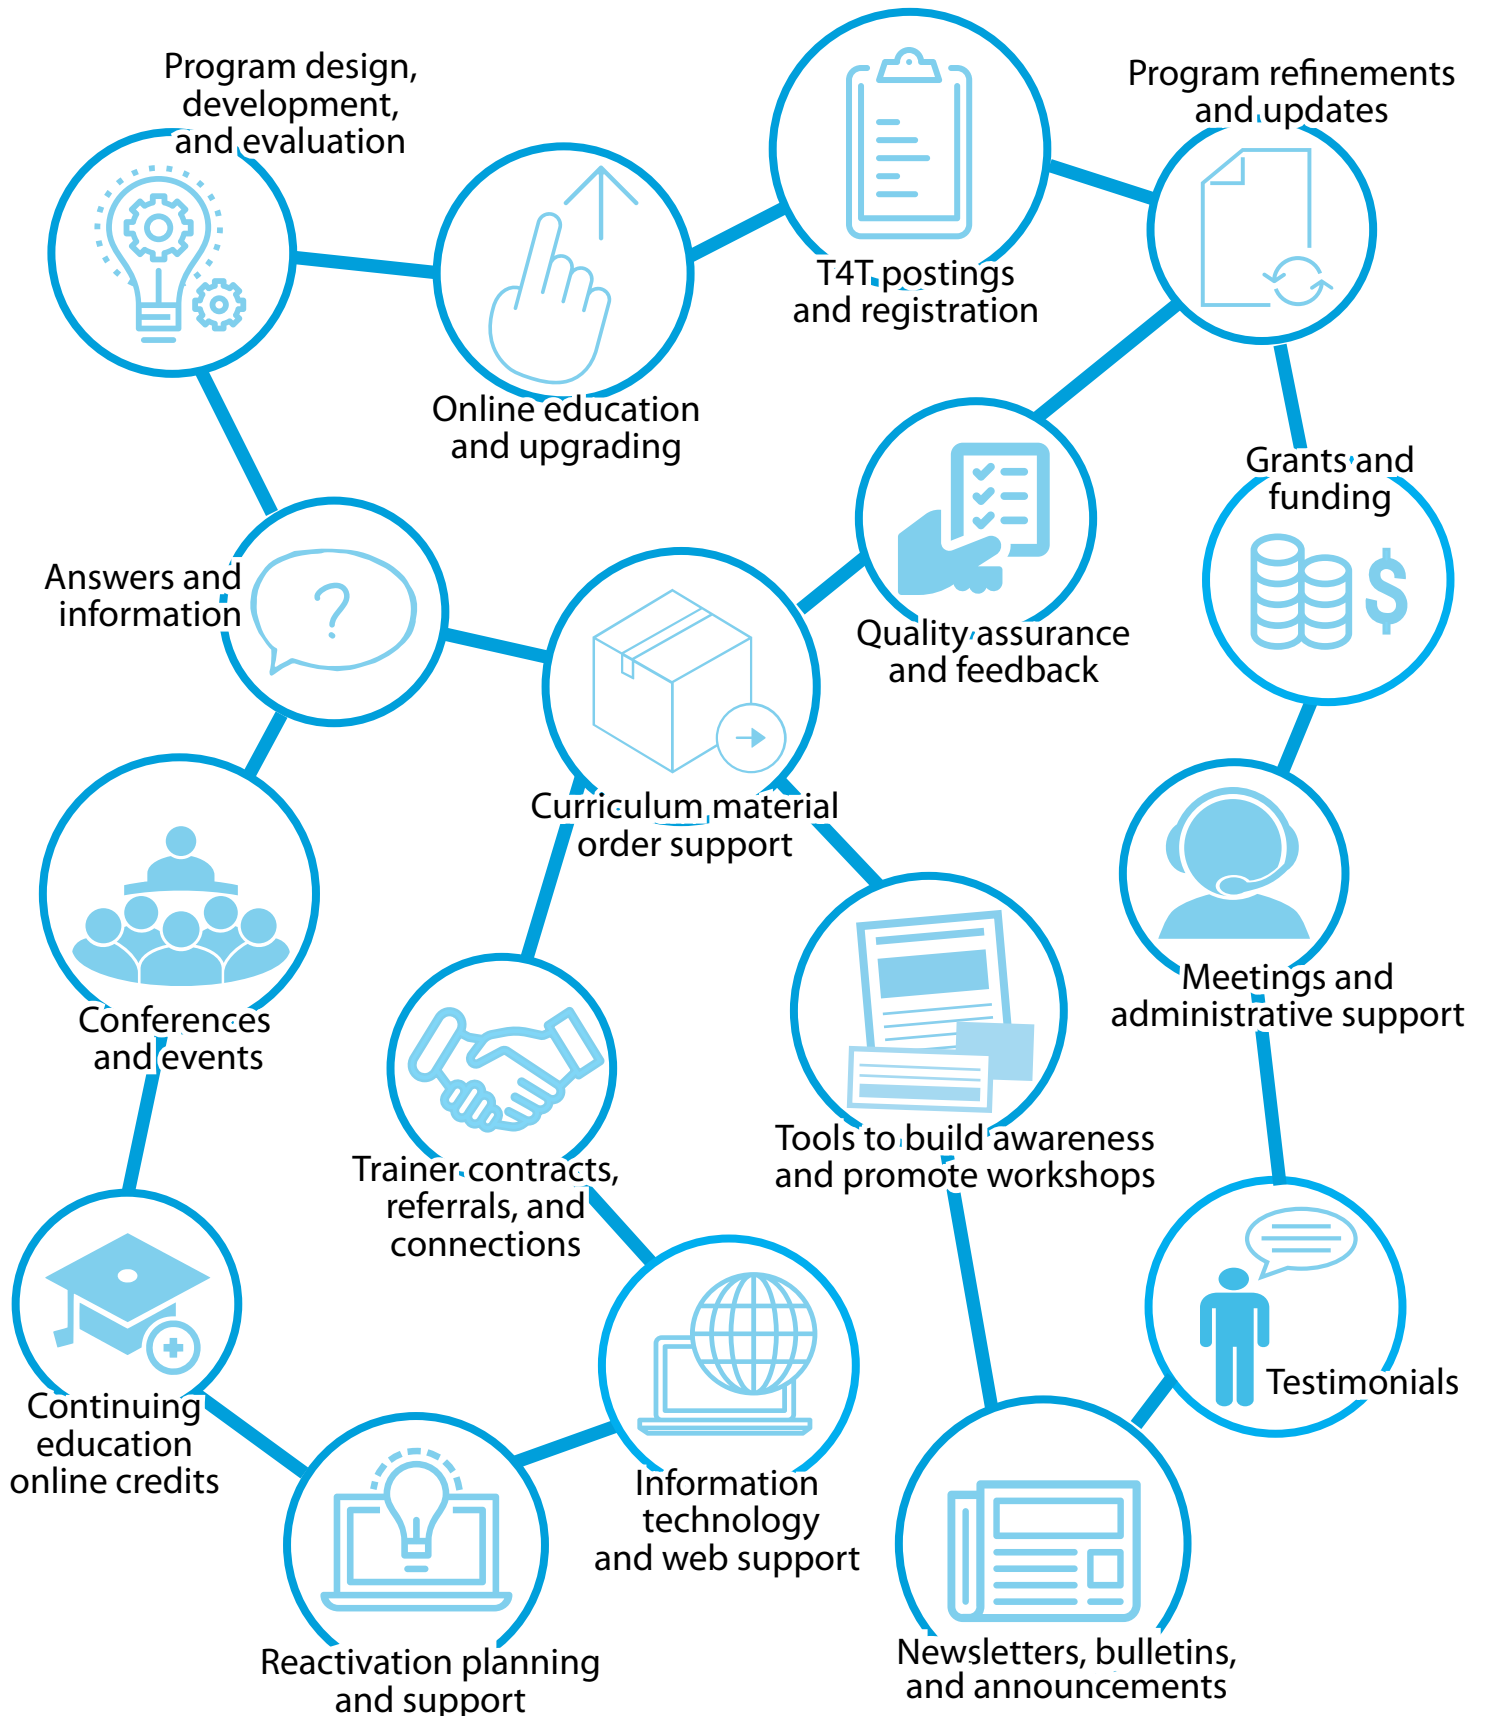 Program design,
development,
and evaluation
Online education
and upgrading
T4T postings
and registration
Program refinements
and updates
Answers and
information
?
Curriculum material
order support
Quality assurance
and feedback
Grants and
funding
$
Conferences
and events
Trainer contracts,
referrals, and
connections
Tools to build awareness
and promote workshops
Meetings and
administrative support
Continuing
education
online credits
Reactivation planning
and support
Information
technology
and web support
Newsletters, bulletins,
and announcements
Testimonials